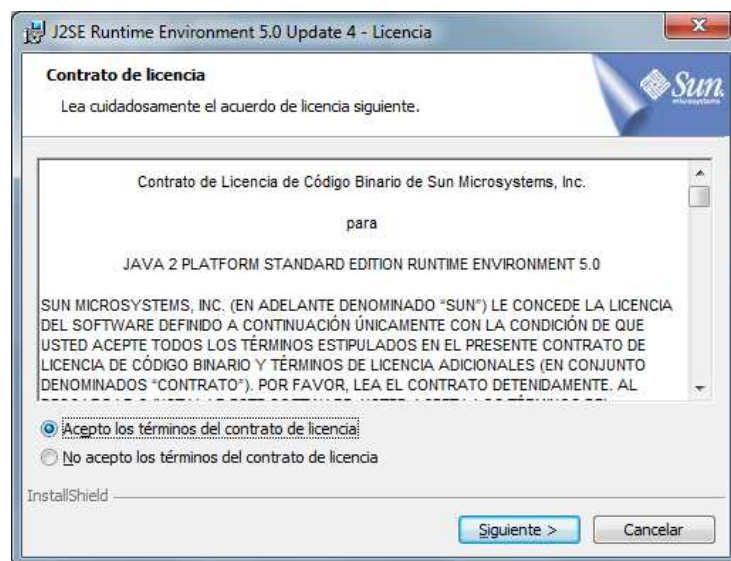 J2SE Runtime Environment 5.0 Update 4 - Licencia
Contrato de licencia
Lea cuidadosamente el acuerdo de licencia siguiente.
Sun
microsystems
Contrato de Licencia de Código Binario de Sun Microsystems, Inc.
para
JAVA 2 PLATFORM STANDARD EDITION RUNTIME ENVIRONMENT 5.0
SUN MICROSYSTEMS, INC. (EN ADELANTE DENOMINADO “SUN”) LE CONCEDE LA LICENCIA
DEL SOFTWARE DEFINIDO A CONTINUACIÓN ÚNICAMENTE CON LA CONDICIÓN DE QUE
USTED ACEPTE TODOS LOS TÉRMINOS ESTIPULADOS EN EL PRESENTE CONTRATO DE
LICENCIA DE CÓDIGO BINARIO Y TÉRMINOS DE LICENCIA ADICIONALES (EN CONJUNTO
DENOMINADOS “CONTRATO”). POR FAVOR, LEA EL CONTRATO DETENIDAMENTE. AL
Acepto los términos del contrato de licencia
No acepto los términos del contrato de licencia
InstallShield
Siguiente >
Cancelar